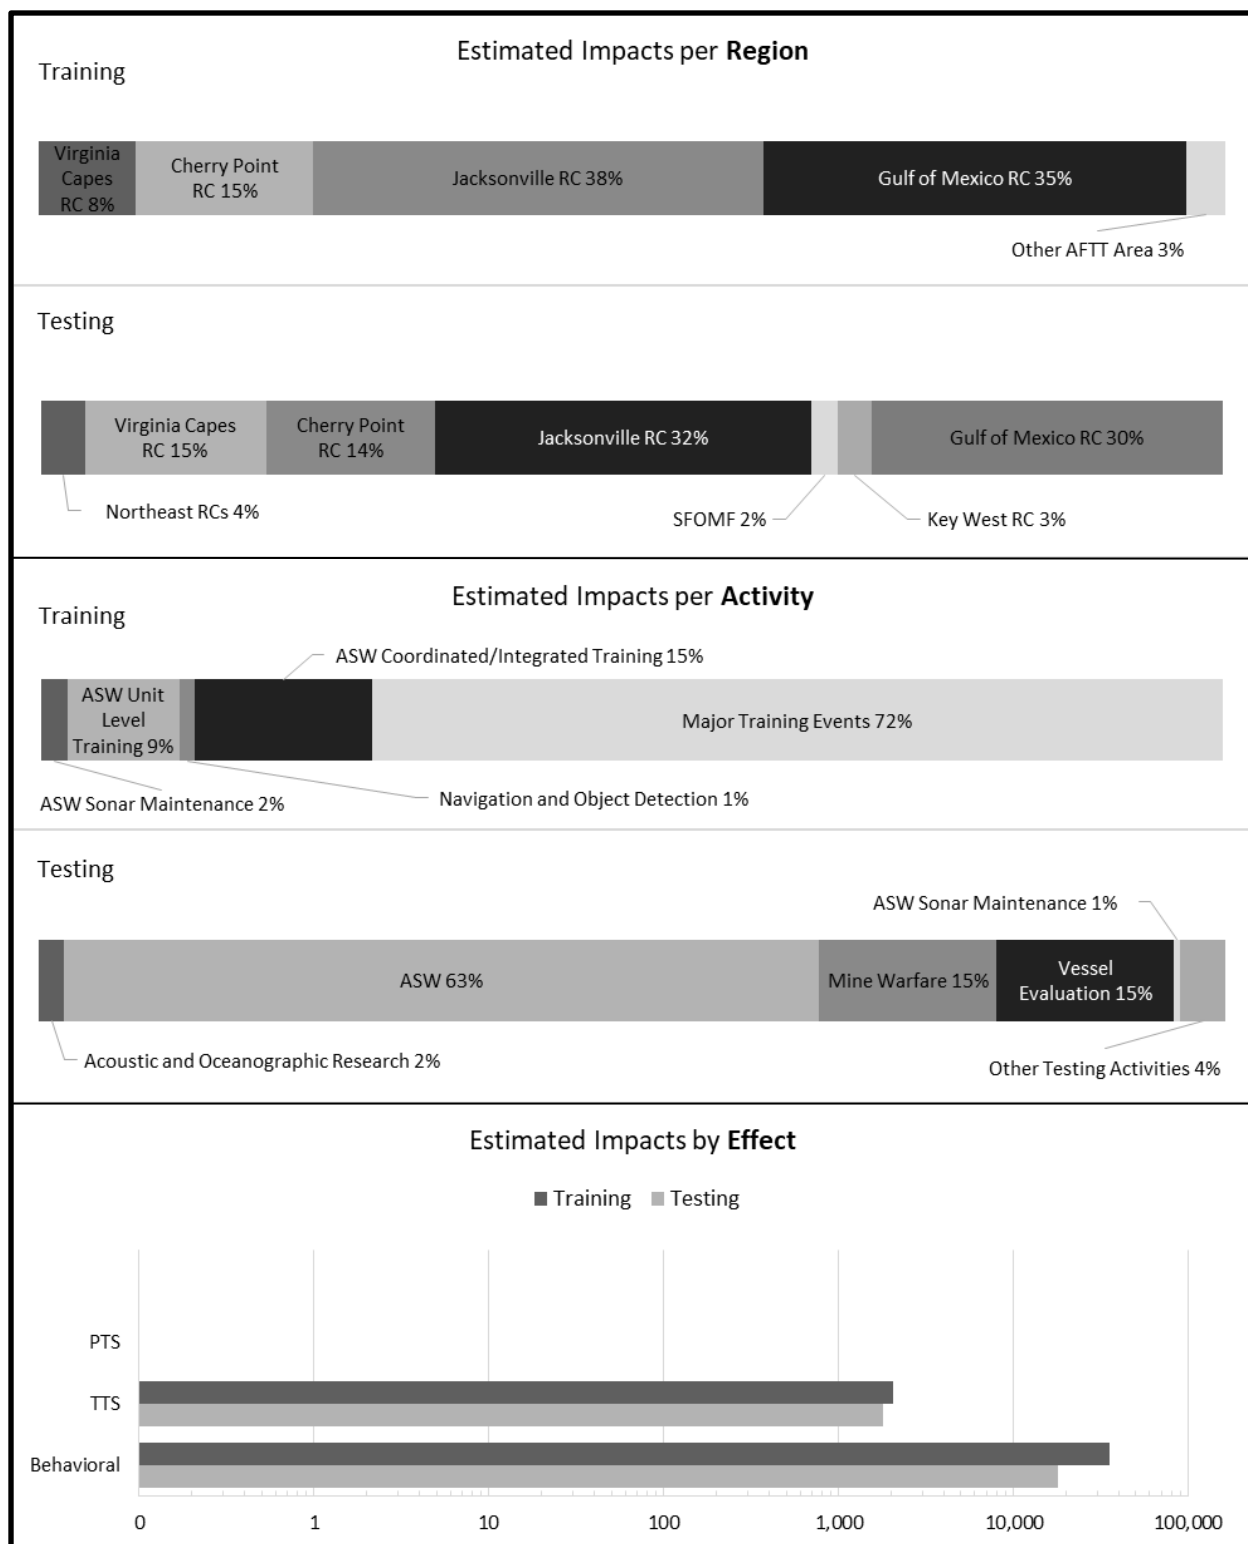 Estimated Impacts per Region
Training
Virginia
Capes
RC 8%
Cherry Point
RC 15%
Jacksonville RC 38%
Gulf of Mexico RC 35%
Other AFTT Area 3%
Testing
Virginia Capes
RC 15%
Cherry Point
RC 14%
Jacksonville RC 32%
Gulf of Mexico RC 30%
Northeast RCs 4%
SFOMF 2%
Key West RC 3%
Estimated Impacts per Activity
Training
ASW Coordinated/Integrated Training 15%
ASW Unit
Level
Training 9%
Major Training Events 72%
ASW Sonar Maintenance 2%
Navigation and Object Detection 1%
Testing
ASW Sonar Maintenance 1%
ASW 63%
Mine Warfare 15%
Vessel
Evaluation 15%
Acoustic and Oceanographic Research 2%
Other Testing Activities 4%
Estimated Impacts by Effect
Training Testing
PTS
TTS
Behavioral
0 1 10 100 1,000 10,000 100,000